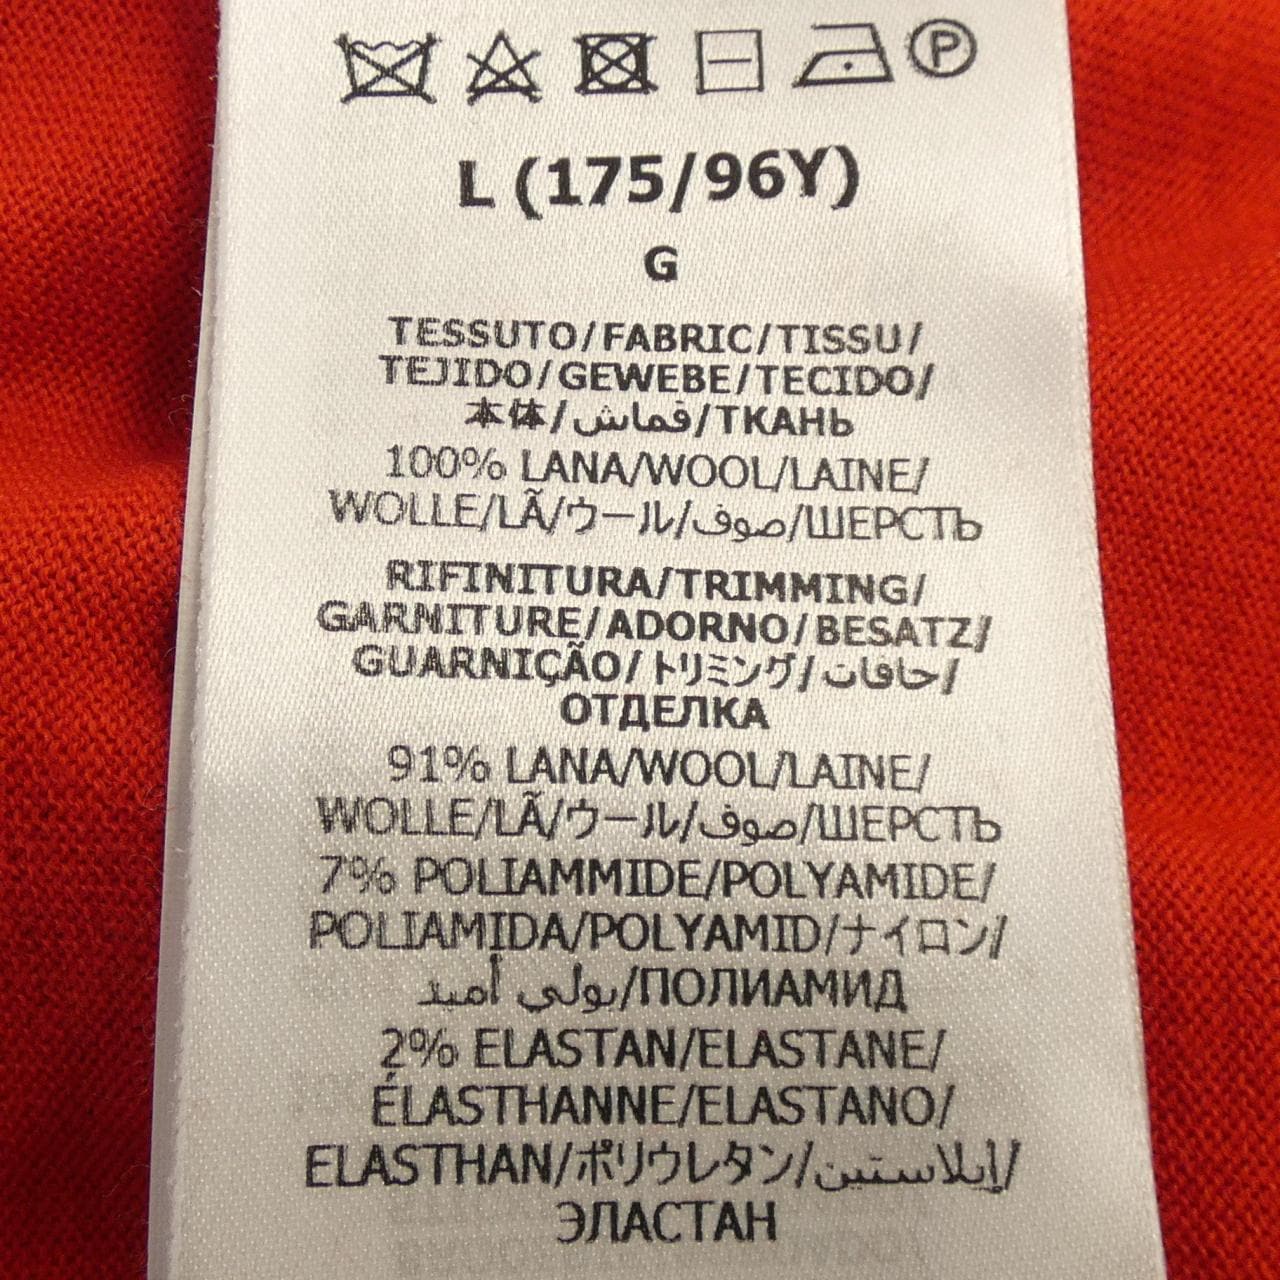 P
L (175/96Y)
G
TESSUTO/FABRIC/TISSU/
TEJIDO/GEWEBE/TECIDO/
本体/قماش/ТКАНЬ
100% LANA/WOOL/LAINE/
WOLLE/LÃ/ウール/صوف/ШЕРСТЬ
RIFINITURA/TRIMMING/
GARNITURE/ADORNO/BESATZ/
GUARNIÇÃO/トリミング/حافات/
ОТДЕЛКА
91% LANA/WOOL/LAINE/
WOLLE/LÃ/ウール/صوف/ШЕРСТЬ
7% POLIAMMIDE/POLYAMIDE/
POLIAMIDA/POLYAMID/ナイロン/
بولي أميد/ПОЛИАМИД
2% ELASTAN/ELASTANE/
ÉLASTHANNE/ELASTANO/
ELASTHAN/ポリウレタン/إيلاستين/
ЭЛАСТАН